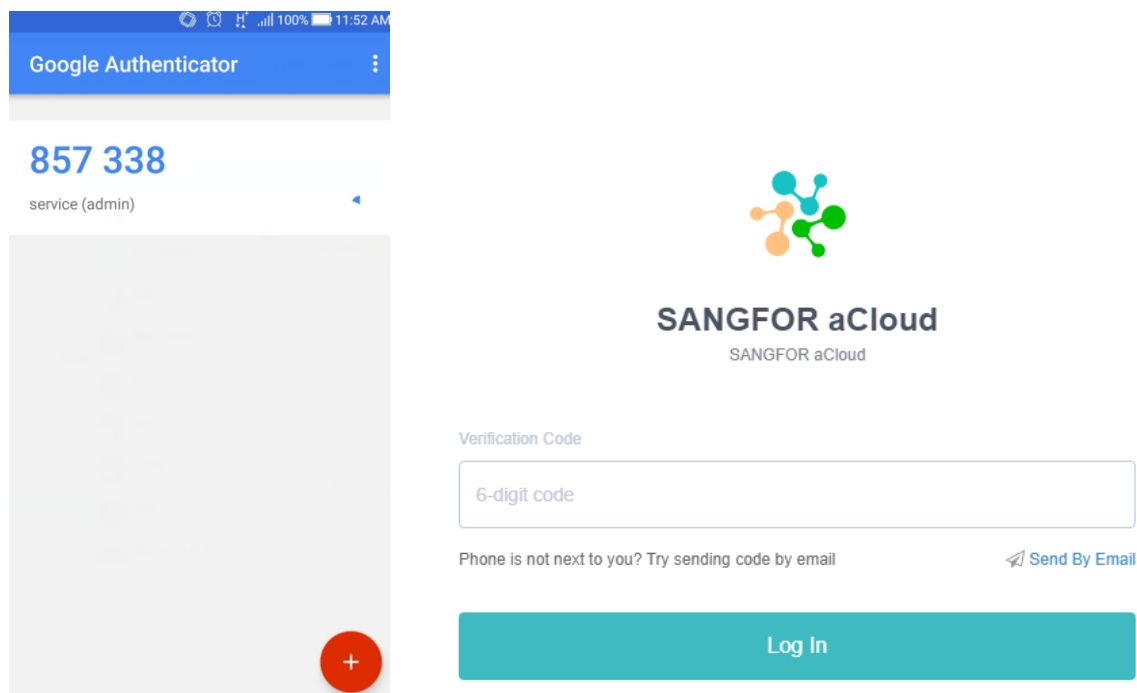 100% 11:52 AM
Google Authenticator
857 338
service (admin)
SANGFOR aCloud
SANGFOR aCloud
Verification Code
6-digit code
Phone is not next to you? Try sending code by email
Send By Email
Log In